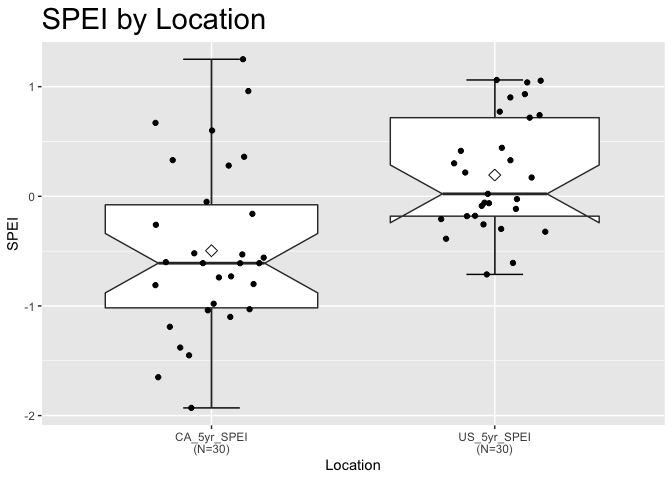 SPEI by Location
SPEI
1
0
-1
-2
CA_5yr_SPEI
(N=30)
US_5yr_SPEI
(N=30)
Location